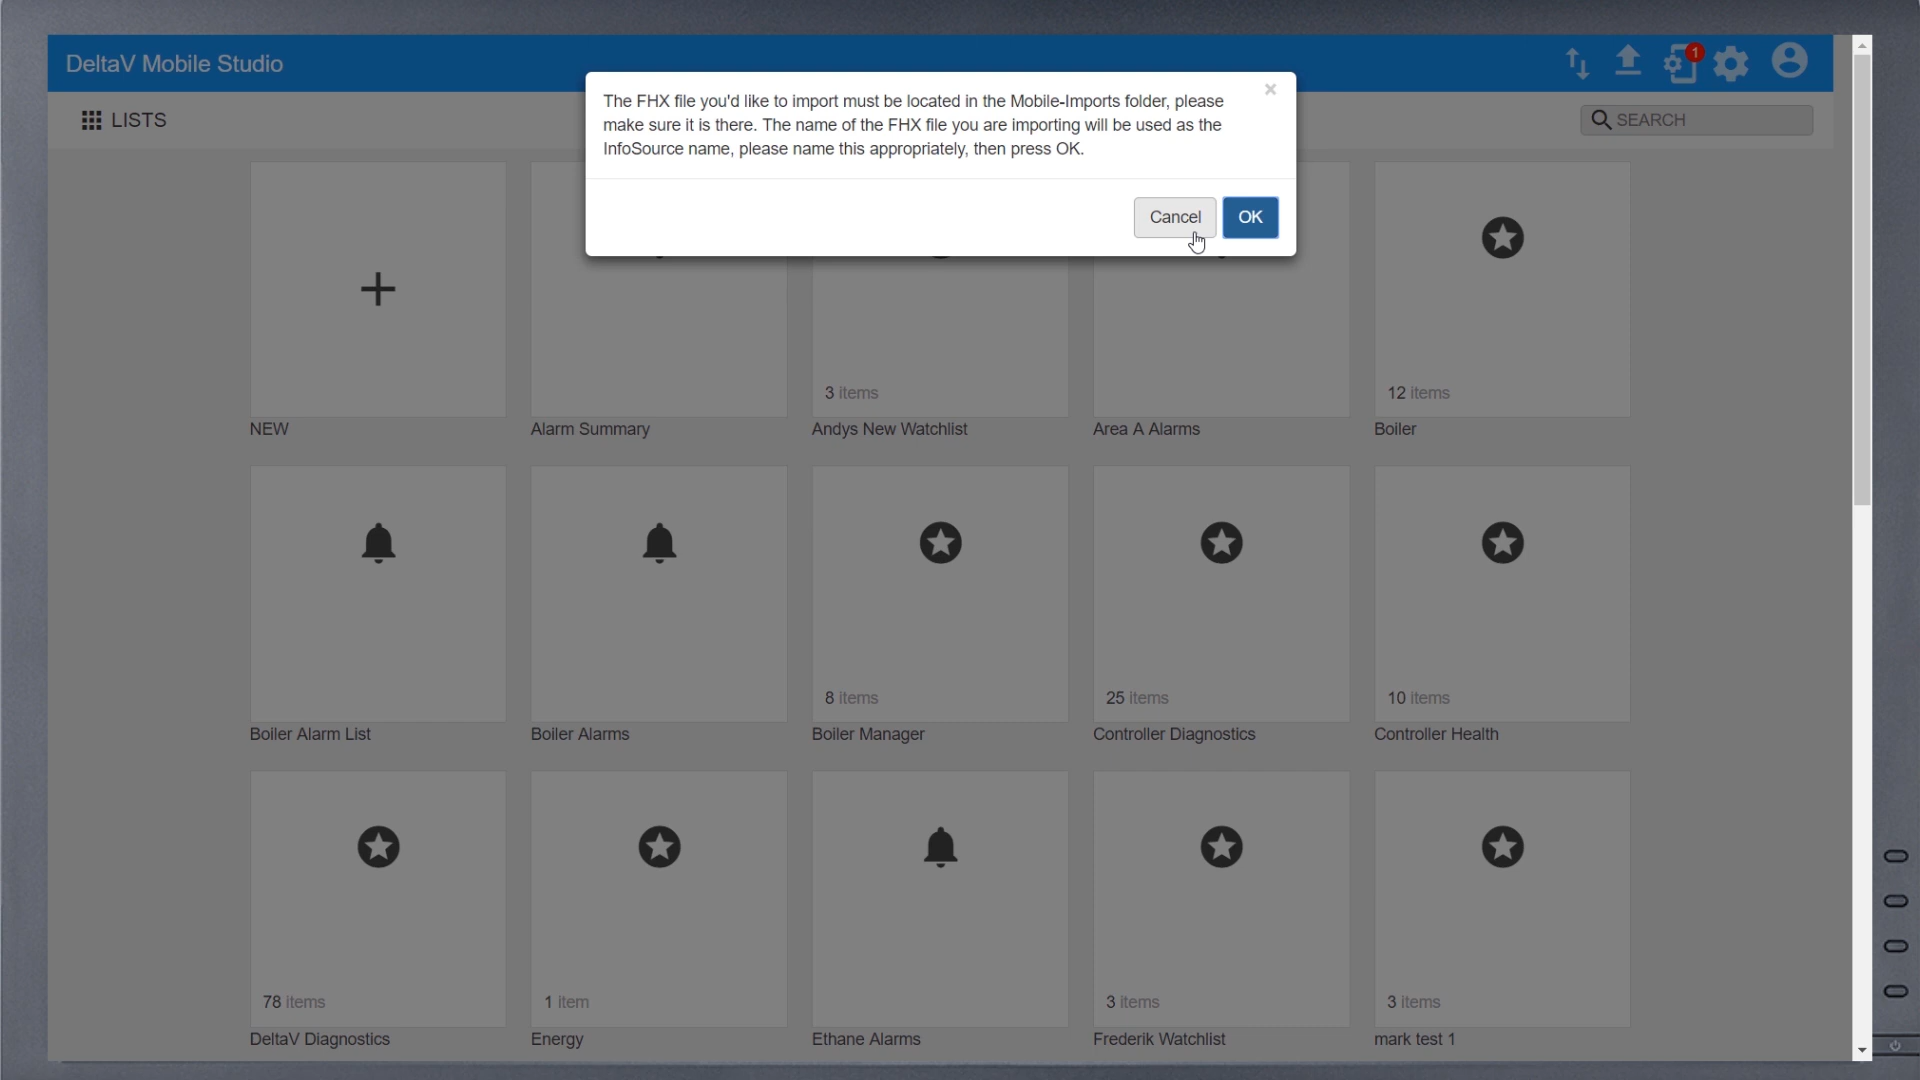 DeltaV Mobile Studio
1
LISTS
SEARCH
The FHX file you'd like to import must be located in the Mobile-Imports folder, please
make sure it is there. The name of the FHX file you are importing will be used as the
InfoSource name, please name this appropriately, then press OK.
×
Cancel
OK
3 items
12 items
NEW
Alarm Summary
Andys New Watchlist
Area A Alarms
Boiler
8 items
25 items
10 items
Boiler Alarm List
Boiler Alarms
Boiler Manager
Controller Diagnostics
Controller Health
78 items
1 item
3 items
3 items
DeltaV Diagnostics
Energy
Ethane Alarms
Frederik Watchlist
mark test 1